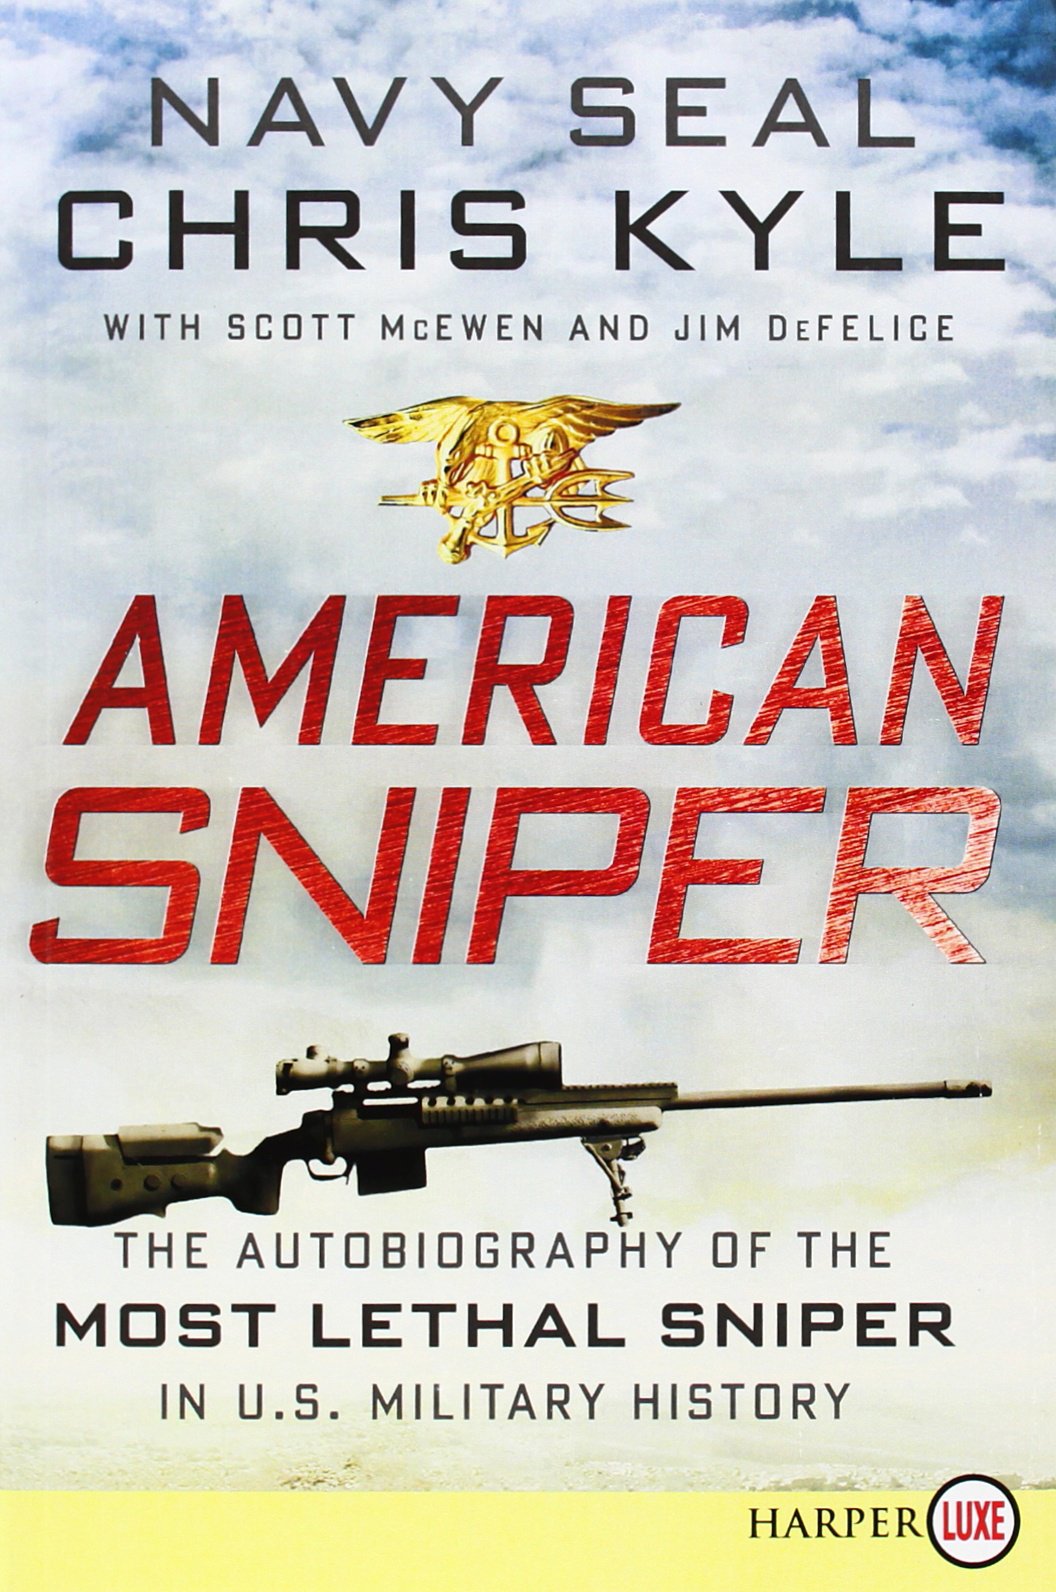 NAVY SEAL
CHRIS KYLE
WITH SCOTT McEWEN AND JIM DeFELICE
AMERICAN
SNIPER
THE AUTOBIOGRAPHY OF THE
MOST LETHAL SNIPER
IN U.S. MILITARY HISTORY
HARPER LUXE